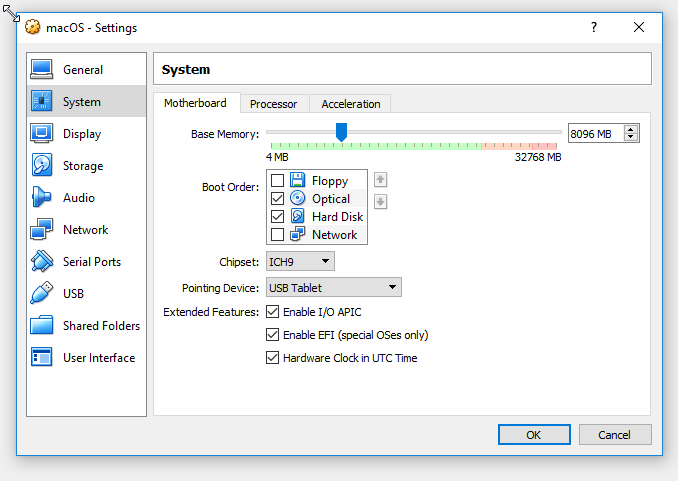 macOS - Settings
?
General
System
Display
Storage
Audio
Network
Serial Ports
USB
Shared Folders
User Interface
System
Motherboard Processor Acceleration
Base Memory: 8096 MB
4 MB 32768 MB
Boot Order: Floppy
Optical
Hard Disk
Network
Chipset: ICH9
Pointing Device: USB Tablet
Extended Features: Enable I/O APIC
Enable EFI (special OSes only)
Hardware Clock in UTC Time
OK Cancel